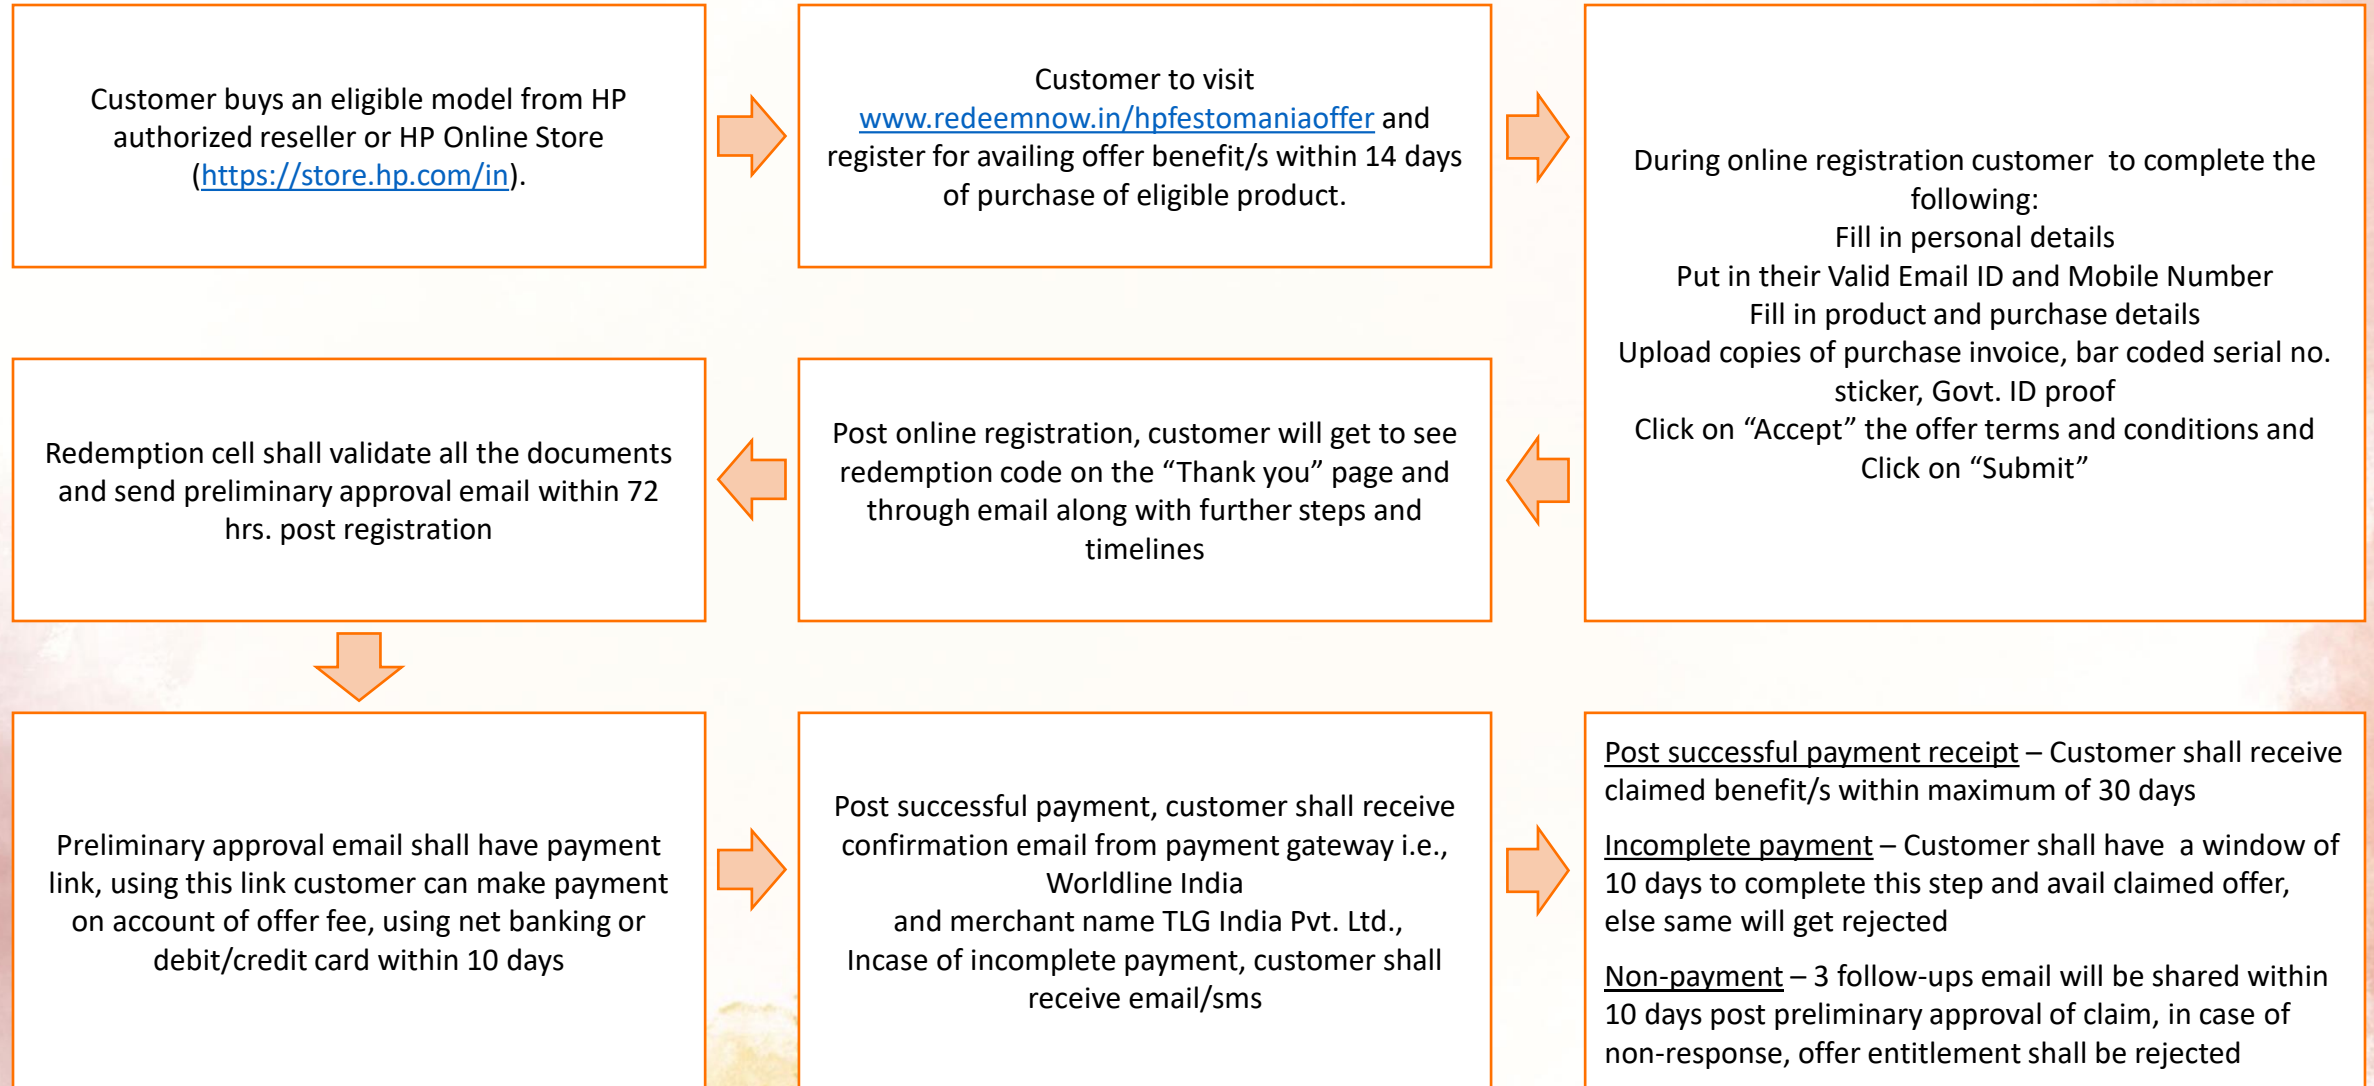 Customer buys an eligible model from HP
authorized reseller or HP Online Store
(https://store.hp.com/in).
Customer to visit
www.redeemnow.in/hpfestomaniaoffer and
register for availing offer benefit/s within 14 days
of purchase of eligible product.
During online registration customer  to complete the
following:
Fill in personal details
Put in their Valid Email ID and Mobile Number
Fill in product and purchase details
Upload copies of purchase invoice, bar coded serial no.
sticker, Govt. ID proof
Click on “Accept” the offer terms and conditions and
Click on “Submit”
Post online registration, customer will get to see
redemption code on the “Thank you” page and
through email along with further steps and
timelines
Redemption cell shall validate all the documents
and send preliminary approval email within 72
hrs. post registration
Preliminary approval email shall have payment
link, using this link customer can make payment
on account of offer fee, using net banking or
debit/credit card within 10 days
Post successful payment, customer shall receive
confirmation email from payment gateway i.e.,
Worldline India
and merchant name TLG India Pvt. Ltd.,
Incase of incomplete payment, customer shall
receive email/sms
Post successful payment receipt – Customer shall receive
claimed benefit/s within maximum of 30 days
Incomplete payment – Customer shall have  a window of
10 days to complete this step and avail claimed offer,
else same will get rejected
Non-payment – 3 follow-ups email will be shared within
10 days post preliminary approval of claim, in case of
non-response, offer entitlement shall be rejected